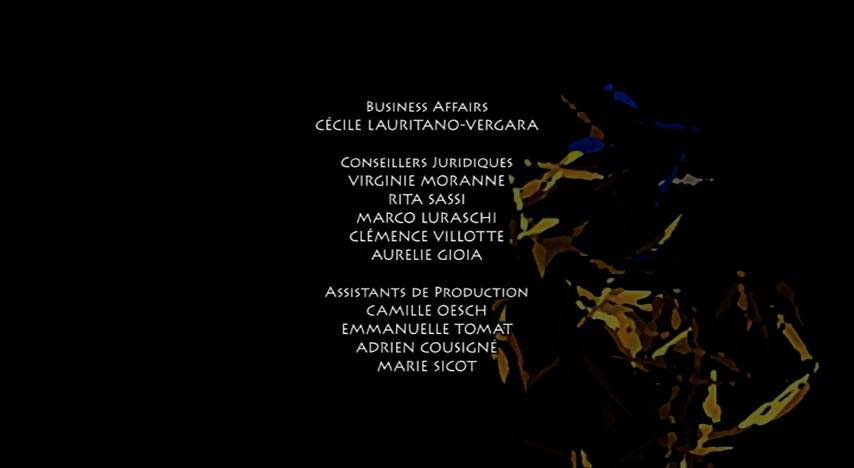 Business Affairs
CÉCILE LAURITANO-VERGARA
Conseillers Juridiques
VIRGINIE MORANNE
RITA SASSI
MARCO LURASCHI
CLÉMENCE VILLOTTE
AURELIE GIOIA
Assistants de Production
CAMILLE OESCH
EMMANUELLE TOMAT
ADRIEN COUSIGNÉ
MARIE SICOT